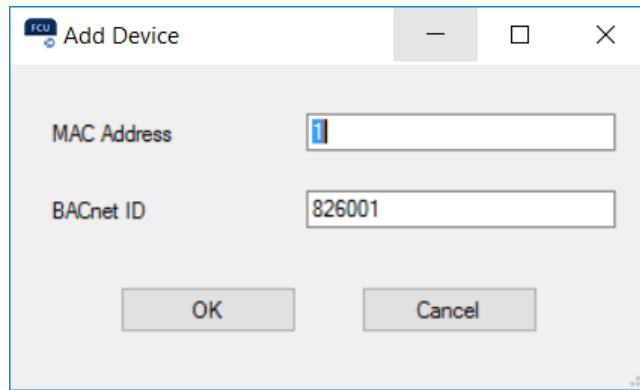 FCU Add Device
MAC Address 1
BACnet ID 826001
OK Cancel